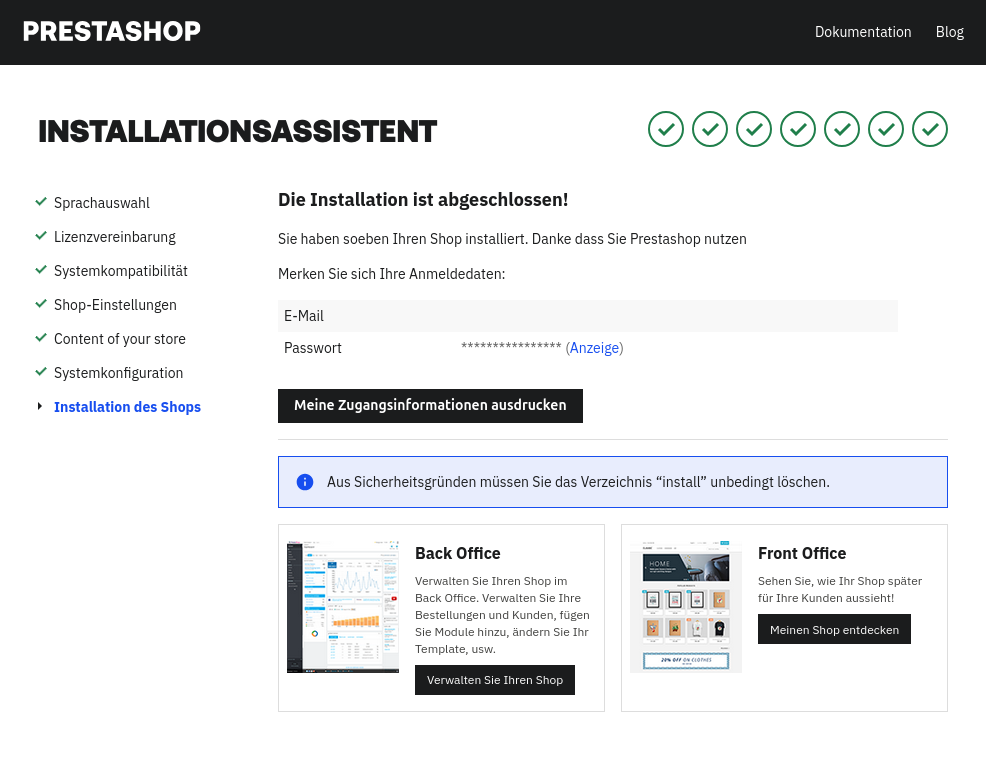 PRESTASHOP
Dokumentation
Blog
INSTALLATIONSASSISTENT
Sprachauswahl
Lizenzvereinbarung
Systemkompatibilität
Shop-Einstellungen
Content of your store
Systemkonfiguration
Installation des Shops
Die Installation ist abgeschlossen!
Sie haben soeben Ihren Shop installiert. Danke dass Sie Prestashop nutzen
Merken Sie sich Ihre Anmeldedaten:
E-Mail
Passwort **************** (Anzeige)
Meine Zugangsinformationen ausdrucken
Aus Sicherheitsgründen müssen Sie das Verzeichnis “install” unbedingt löschen.
Back Office
Verwalten Sie Ihren Shop im
Back Office. Verwalten Sie Ihre
Bestellungen und Kunden, fügen
Sie Module hinzu, ändern Sie Ihr
Template, usw.
Verwalten Sie Ihren Shop
HOME
20% OFF ON CLOTHES
Front Office
Sehen Sie, wie Ihr Shop später
für Ihre Kunden aussieht!
Meinen Shop entdecken